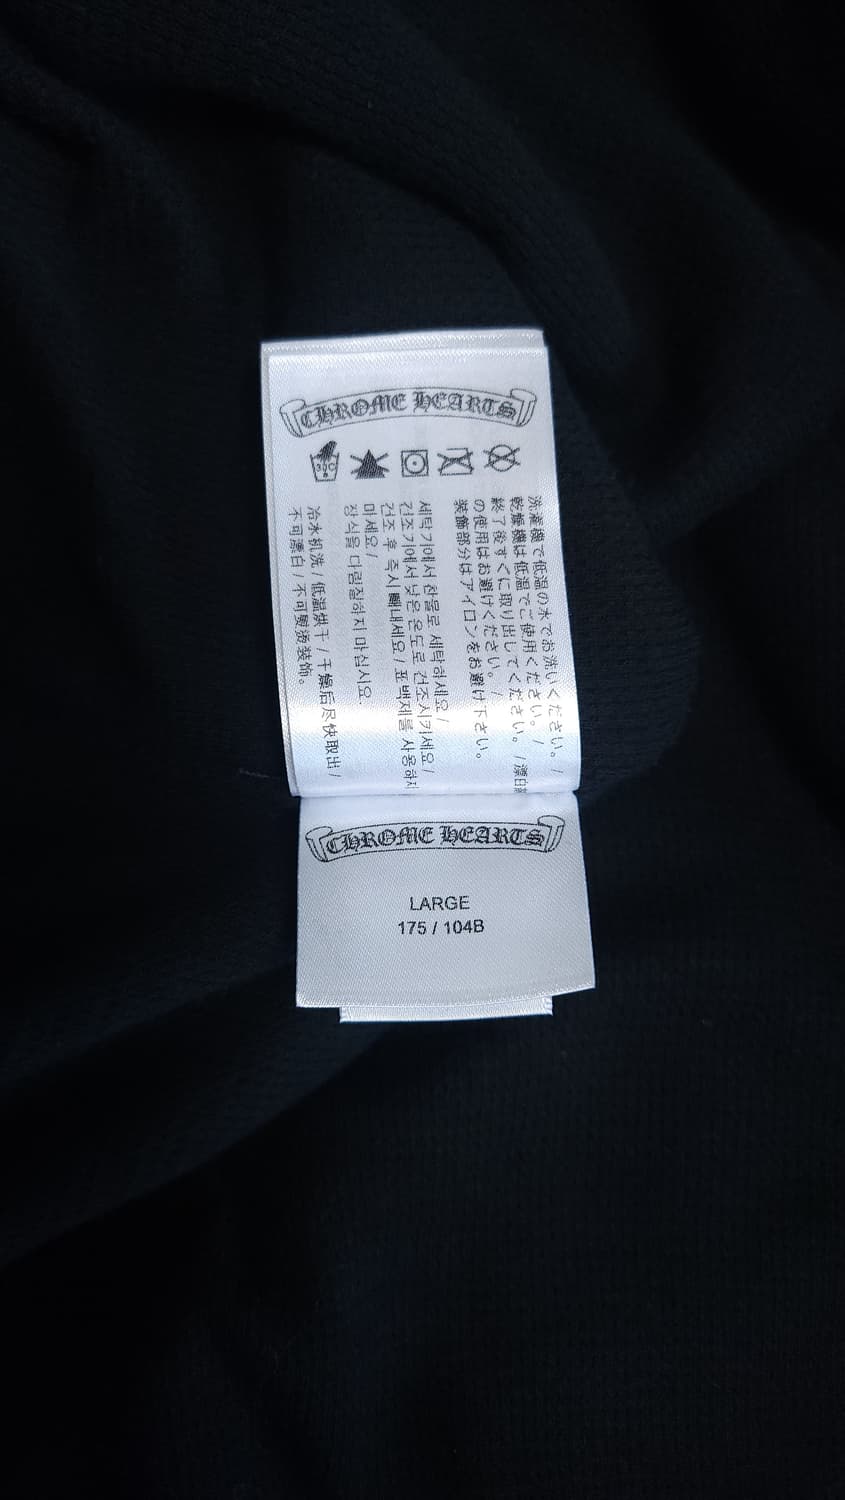 CHROME HEARTS
30C
洗濯機で低温の水でお洗いください。 /
乾燥機は低温でご使用ください。 /
終了後すぐに取り出してください。 /漂白剤
の使用はお避けください。 /
装飾部分はアイロンをお避け下さい。
세탁기에서 찬물로 세탁하세요 /
건조기에서 낮은 온도로 건조시키세요 /
건조 후 즉시 빼내세요 / 표백제를 사용하지
마세요 /
장식을 다림질하지 마십시요.
冷水机洗 / 低温烘干 / 干燥后尽快取出 /
不可漂白 / 不可熨烫装饰。
CHROME HEARTS
LARGE
175 / 104B